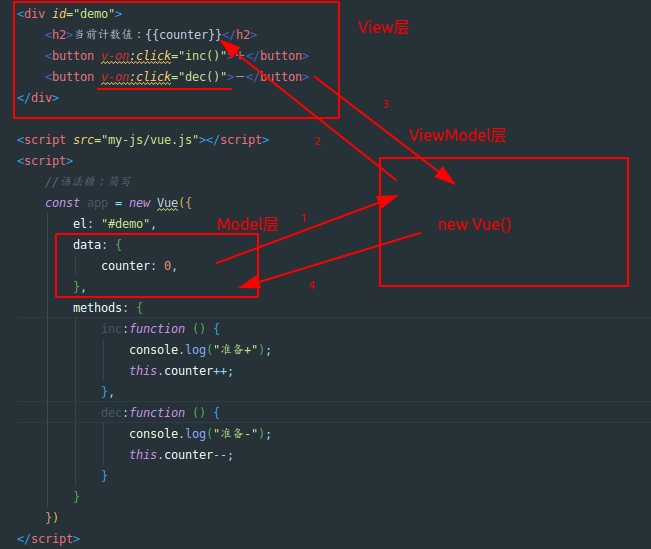 <div id="demo">
View层
<h2>当前计数值：{{counter}}</h2>
<button v-on:click="inc()">+</button>
<button v-on:click="dec()">-</button>
3
</div>
ViewModel层
2
<script src="my-js/vue.js"></script>
<script>
//语法糖：简写
const app = new Vue({
el: "#demo",
Model层
1
new Vue()
data: {
counter: 0,
},
4
methods: {
inc:function () {
console.log("准备+");
this.counter++;
},
dec:function () {
console.log("准备-");
this.counter--;
}
}
})
</script>